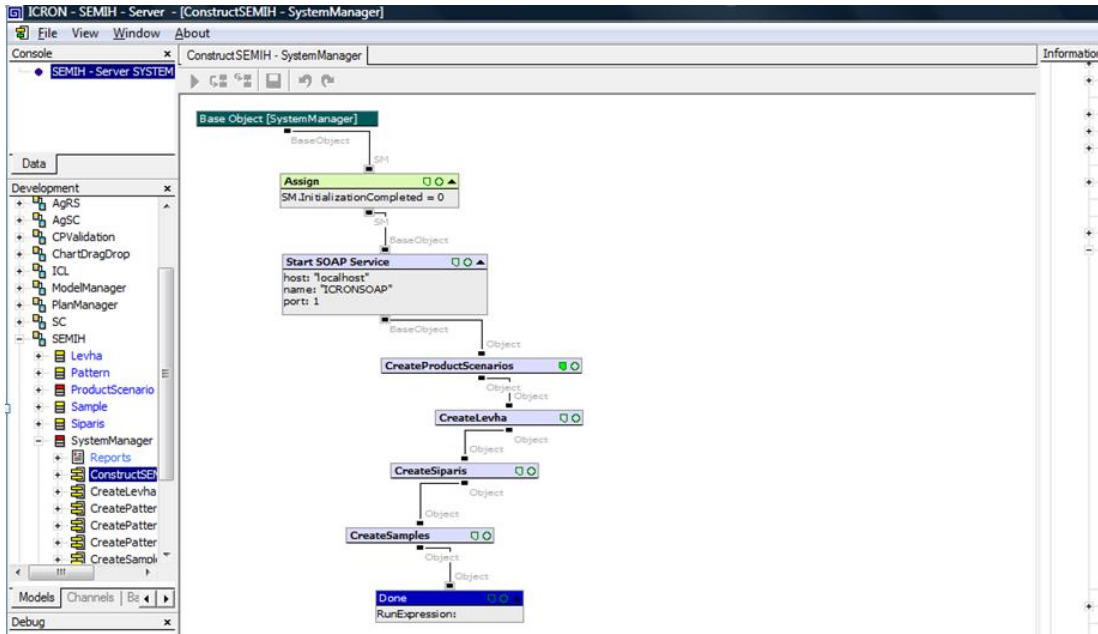 ICRON - SEMIH - Server - [ConstructSEMIH - SystemManager]
File View Window About
Console x
ConstructSEMIH - SystemManager
Information
SEMIH - Server SYSTEM
Base Object [SystemManager]
BaseObject
SM
Data
Assign
SM.InitializationCompleted = 0
SM
BaseObject
Development x
AgRS
AgSC
CPValidation
ChartDragDrop
ICL
ModelManager
PlanManager
SC
SEMIH
Levha
Pattern
ProductScenario
Sample
Siparis
SystemManager
Reports
ConstructSEM
CreateLevha
CreatePatter
CreatePatter
CreatePatter
CreateSampl
Start SOAP Service
host: "localhost"
name: "ICRONSOAP"
port: 1
BaseObject
Object
CreateProductScenarios
Object
Object
CreateLevha
Object
Object
CreateSiparis
Object
Object
CreateSamples
Object
Object
Done
RunExpression:
Models Channels Ba
Debug x